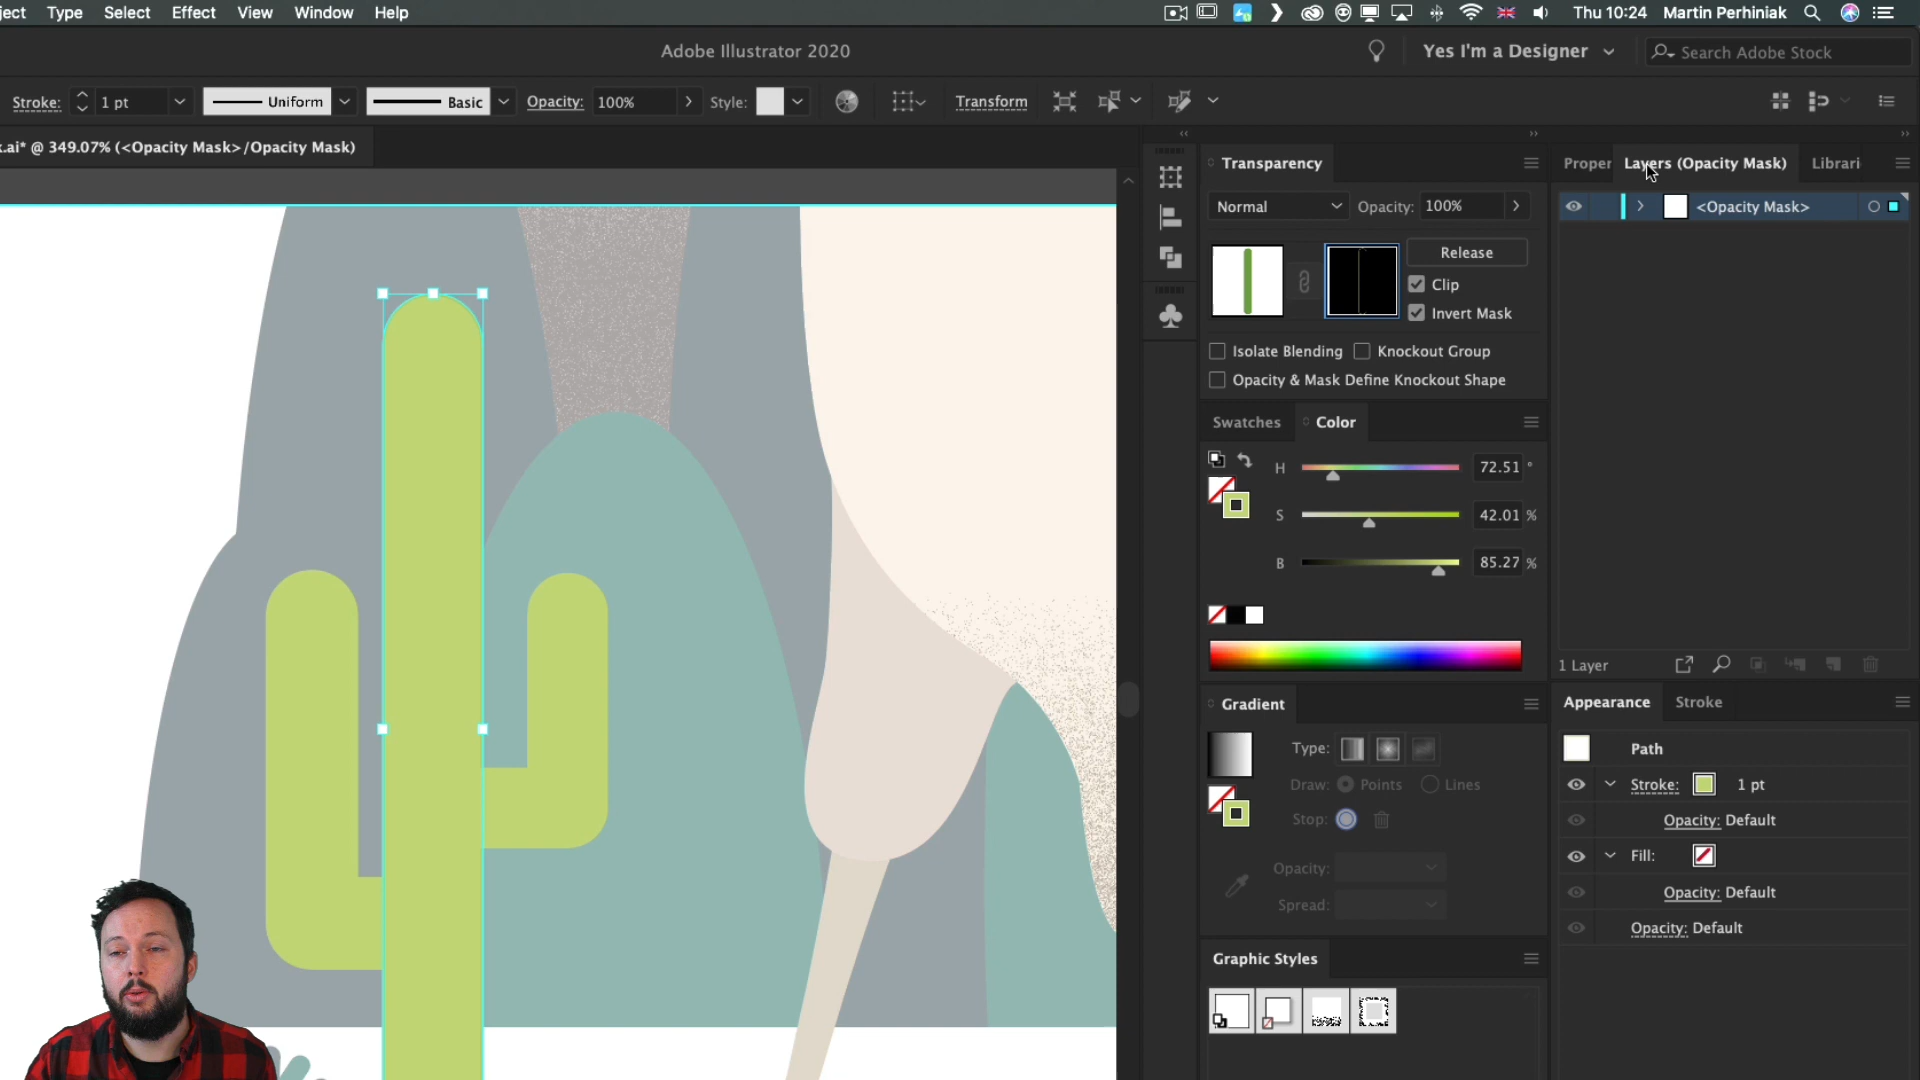 ject Type Select Effect View Window Help Thu 10:24 Martin Perhiniak
Adobe Illustrator 2020 Yes I'm a Designer Search Adobe Stock
Stroke: 1 pt Uniform Basic Opacity: 100% Style: Transform
.ai* @ 349.07% (<Opacity Mask>/Opacity Mask)
Transparency
Normal Opacity: 100%
Release
Clip
Invert Mask
Isolate Blending Knockout Group
Opacity & Mask Define Knockout Shape
Swatches Color
H 72.51 °
S 42.01 %
B 85.27 %
Gradient
Type:
Draw: Points Lines
Stop:
Opacity:
Spread:
Graphic Styles
Proper Layers (Opacity Mask) Librari
<Opacity Mask>
1 Layer
Appearance Stroke
Path
Stroke: 1 pt
Opacity: Default
Fill:
Opacity: Default
Opacity: Default